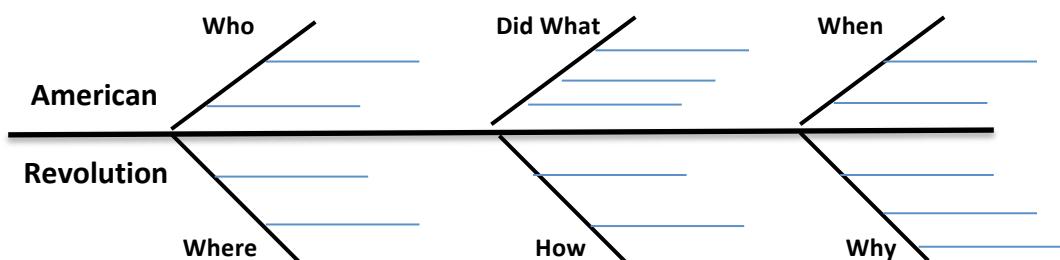 Who
Did What
When
American
Revolution
Where
How
Why